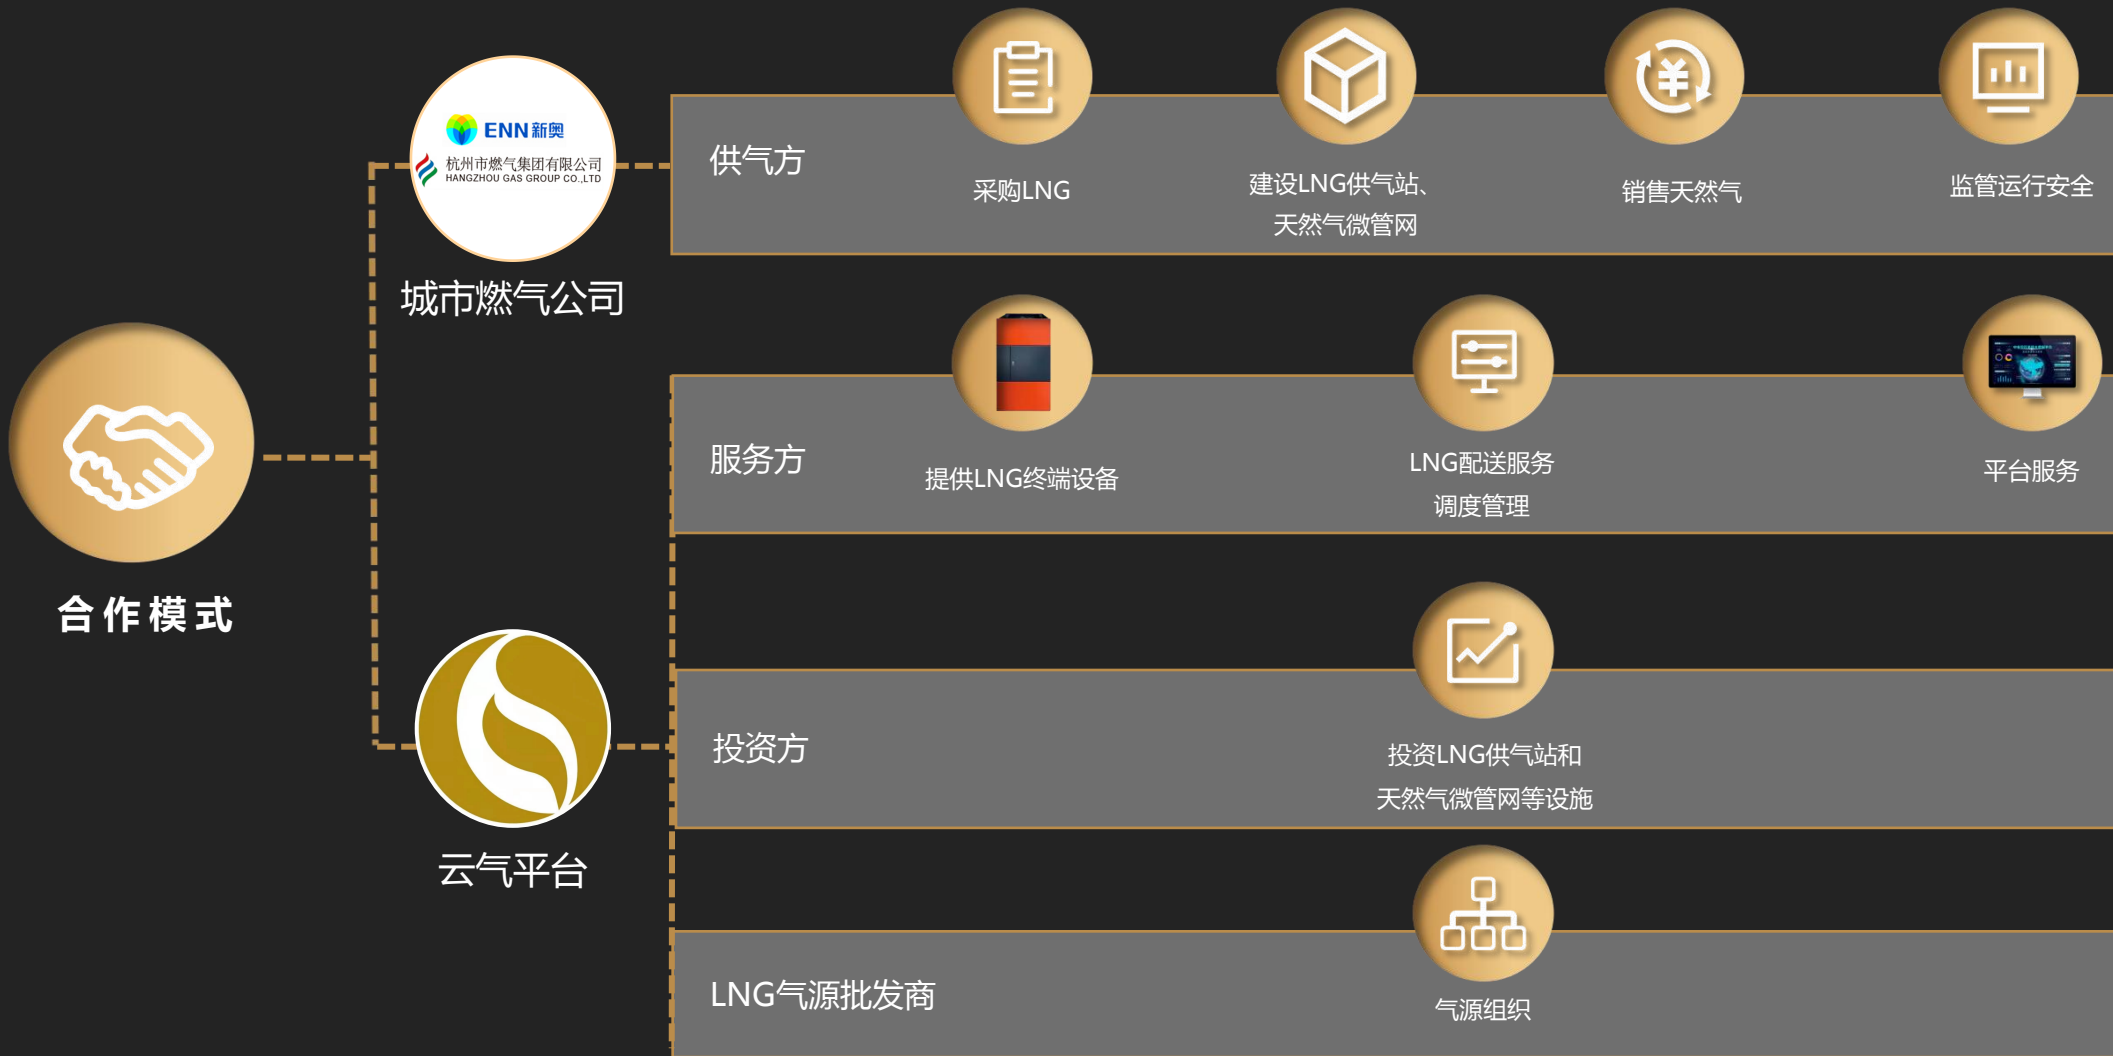 ENN新奥
杭州市燃气集团有限公司
HANGZHOU GAS GROUP CO.,LTD
城市燃气公司
供气方
采购LNG
建设LNG供气站、
天然气微管网
销售天然气
监管运行安全
合作模式
服务方
提供LNG终端设备
LNG配送服务
调度管理
平台服务
云气平台
投资方
投资LNG供气站和
天然气微管网等设施
LNG气源批发商
气源组织